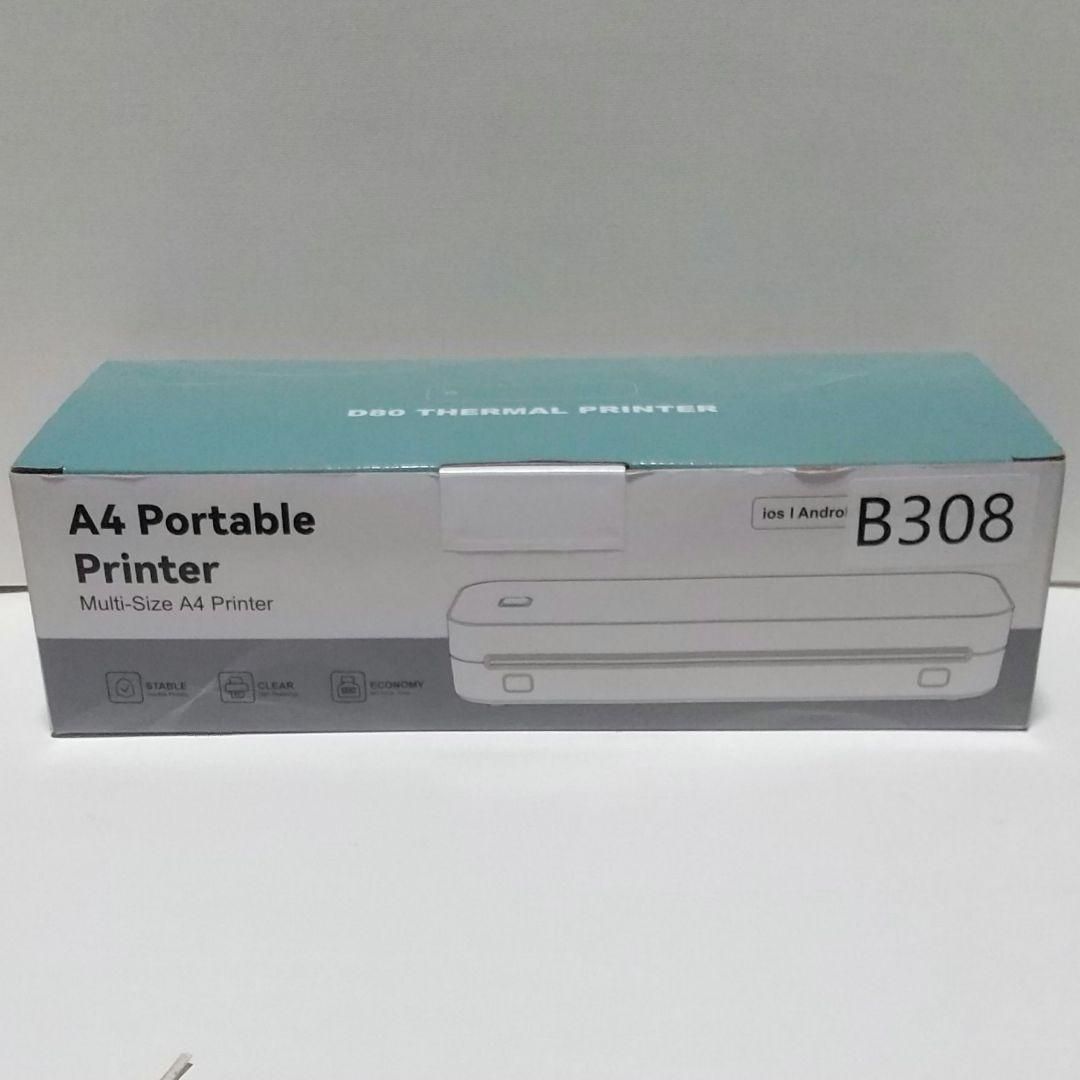 D80 THERMAL PRINTER
A4 Portable
Printer
Multi-Size A4 Printer
ios I Androi
B308
STABLE
CLEAR
ECONOMY